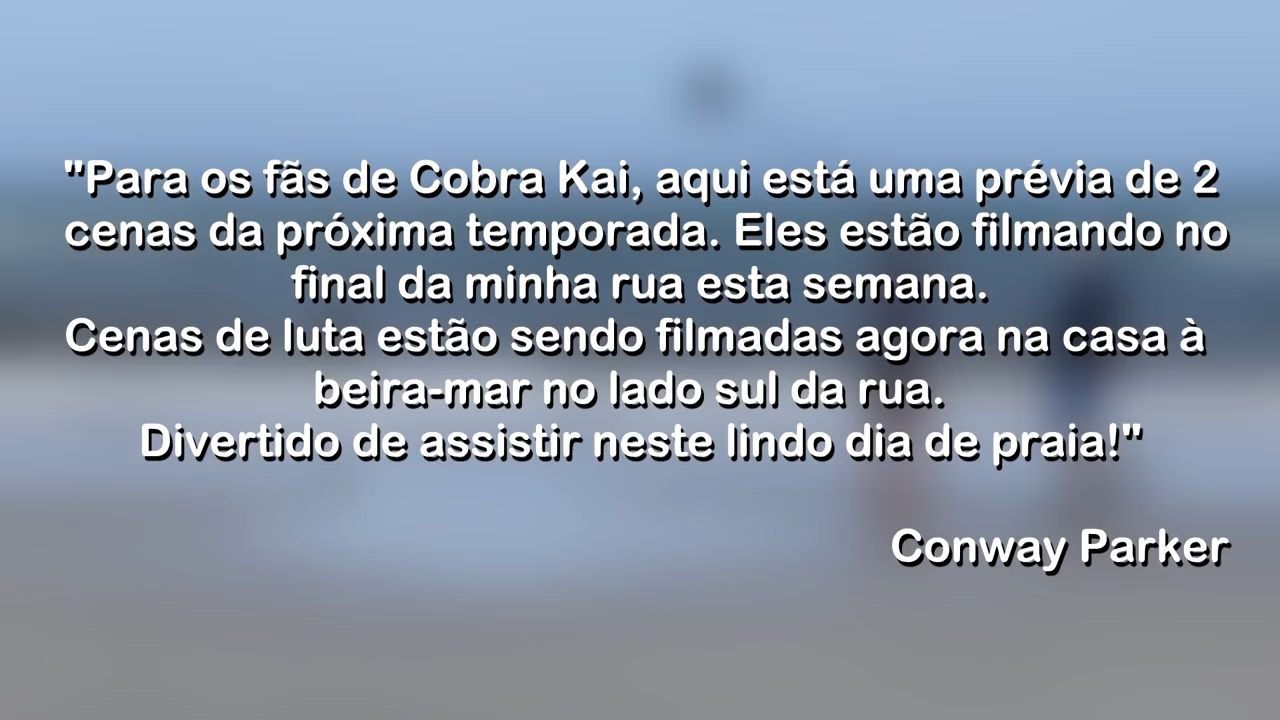 "Para os fãs de Cobra Kai, aqui está uma prévia de 2
cenas da próxima temporada. Eles estão filmando no
final da minha rua esta semana.
Cenas de luta estão sendo filmadas agora na casa à
beira-mar no lado sul da rua.
Divertido de assistir neste lindo dia de praia!"
Conway Parker